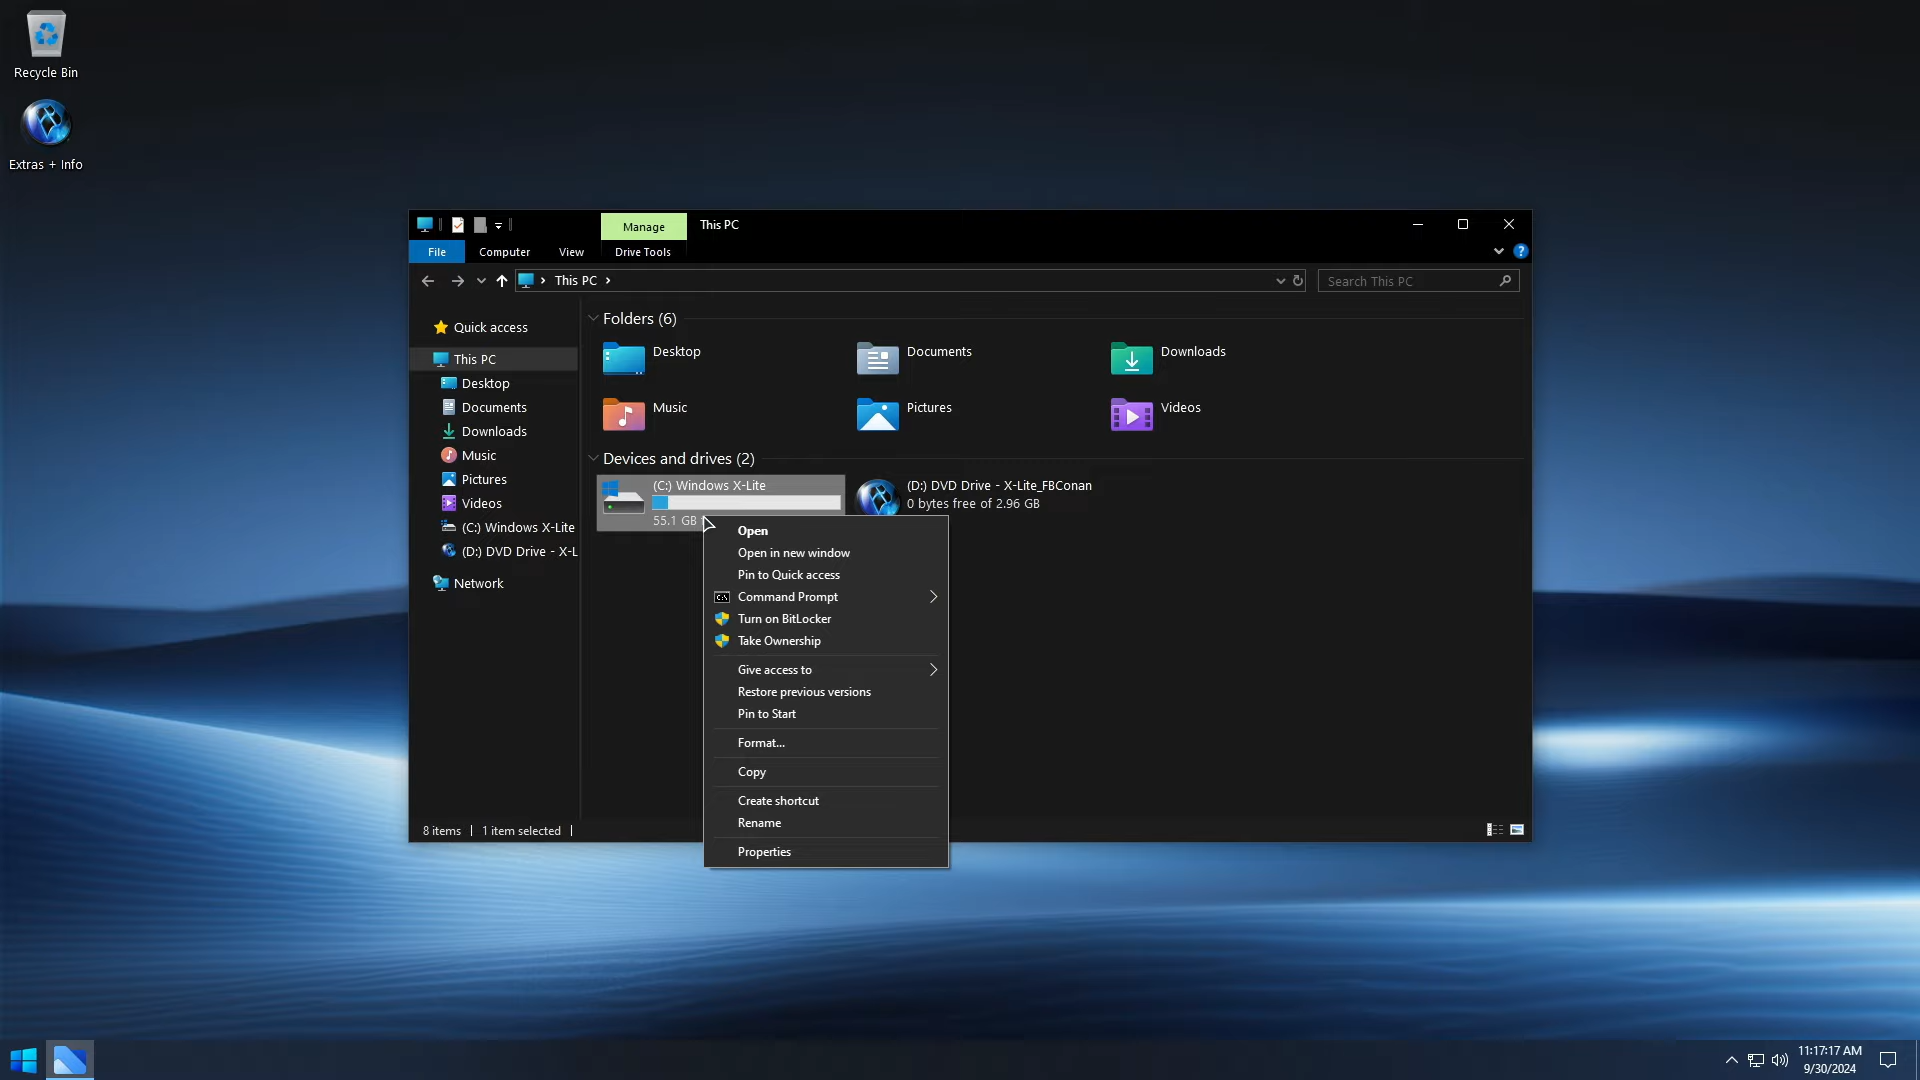 Recycle Bin
Extras + Info
Manage
This PC
File
Computer
View
Drive Tools
This PC
Search This PC
Quick access
This PC
Desktop
Documents
Downloads
Music
Pictures
Videos
(C:) Windows X-Lite
(D:) DVD Drive - X-L
Network
Folders (6)
Desktop
Documents
Downloads
Music
Pictures
Videos
Devices and drives (2)
(C:) Windows X-Lite
55.1 GB
(D:) DVD Drive - X-Lite_FBConan
0 bytes free of 2.96 GB
Open
Open in new window
Pin to Quick access
Command Prompt
Turn on BitLocker
Take Ownership
Give access to
Restore previous versions
Pin to Start
Format...
Copy
Create shortcut
Rename
Properties
8 items
1 item selected
11:17:17 AM
9/30/2024